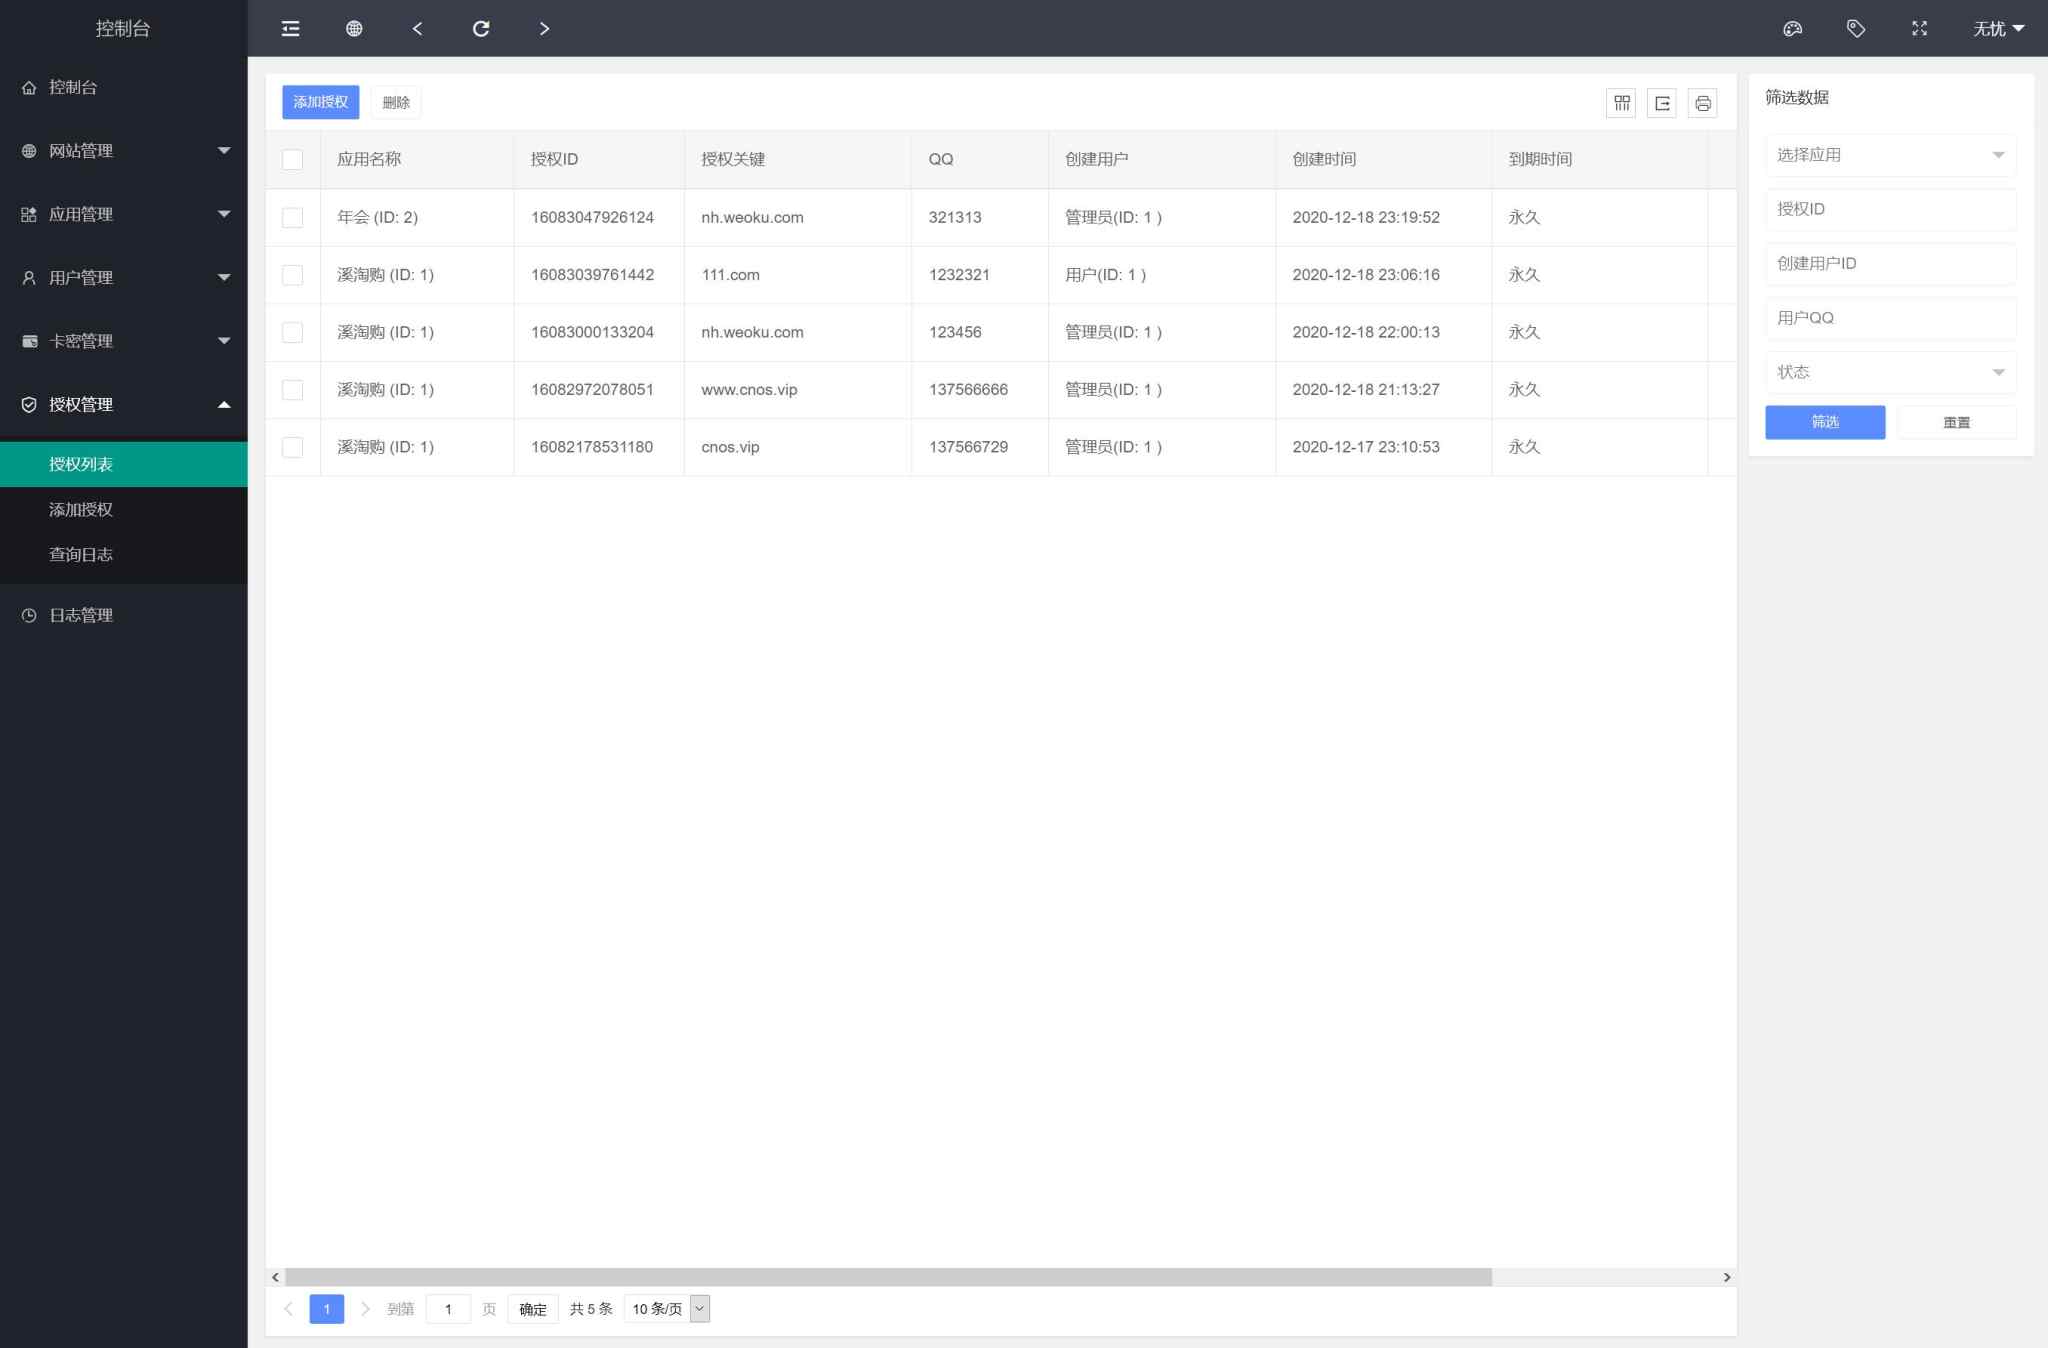 控制台
无忧
控制台
网站管理
应用管理
用户管理
卡密管理
授权管理
授权列表
添加授权
查询日志
日志管理
添加授权 删除
应用名称 授权ID 授权关键 QQ 创建用户 创建时间 到期时间
年会 (ID: 2) 16083047926124 nh.weoku.com 321313 管理员(ID: 1 ) 2020-12-18 23:19:52 永久
溪淘购 (ID: 1) 16083039761442 111.com 1232321 用户(ID: 1 ) 2020-12-18 23:06:16 永久
溪淘购 (ID: 1) 16083000133204 nh.weoku.com 123456 管理员(ID: 1 ) 2020-12-18 22:00:13 永久
溪淘购 (ID: 1) 16082972078051 www.cnos.vip 137566666 管理员(ID: 1 ) 2020-12-18 21:13:27 永久
溪淘购 (ID: 1) 16082178531180 cnos.vip 137566729 管理员(ID: 1 ) 2020-12-17 23:10:53 永久
1 到第 1 页 确定 共 5 条 10 条/页
筛选数据
选择应用
授权ID
创建用户ID
用户QQ
状态
筛选 重置